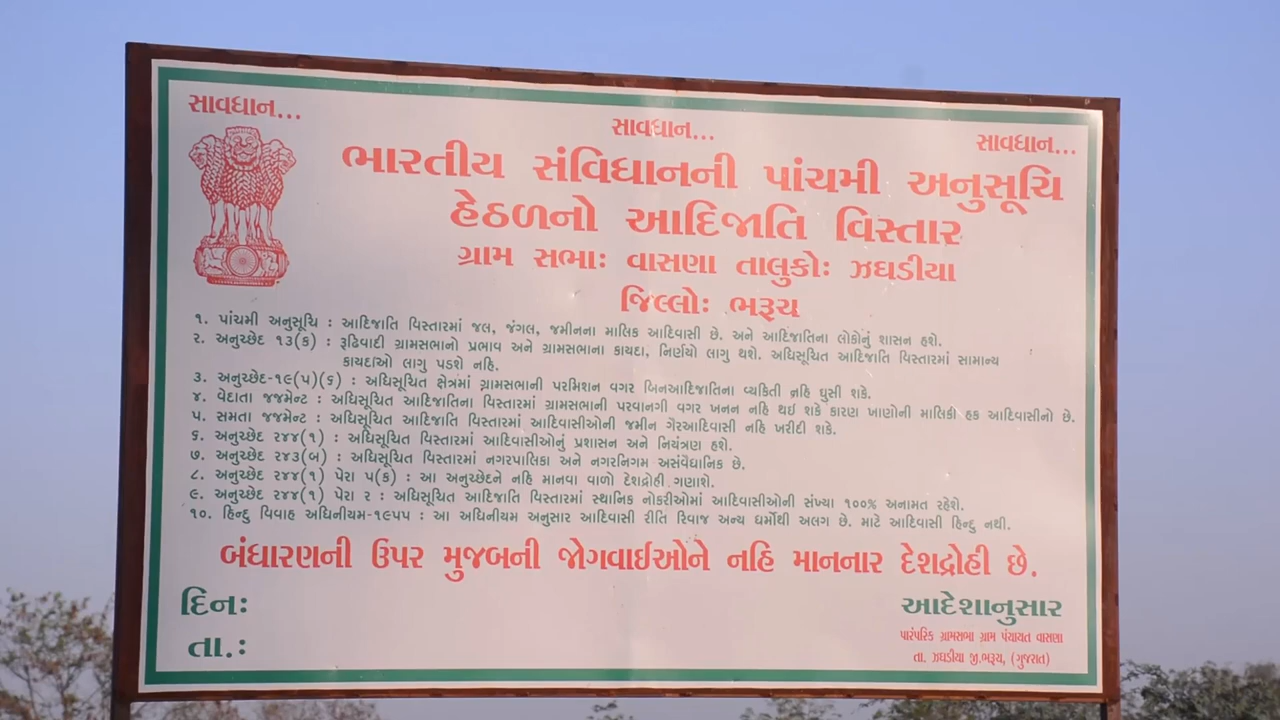 સાવધાન...
સાવધાન...
સાવધાન...
ભારતીય સંવિધાનની પાંચમી અનુસૂચિ
હેઠળનો આદિજાતિ વિસ્તાર
ગ્રામ સભાઃ વાસણા તાલુકોઃ ઝઘડીયા
જિલ્લોઃ ભરૂચ
૧. પાંચમી અનુસૂચિ : આદિજાતિ વિસ્તારમાં જલ, જંગલ, જમીનના માલિક આદિવાસી છે. અને આદિજાતિના લોકોનું શાસન હશે.
૨. અનુચ્છેદ ૧૩(ક) : રૂઢિવાદી ગ્રામસભાનો પ્રભાવ અને ગ્રામસભાના કાયદા, નિર્ણયો લાગુ થશે. અધિસૂચિત આદિજાતિ વિસ્તારમાં સામાન્ય
કાયદાઓ લાગુ પડશે નહિ.
૩. અનુચ્છેદ-૧૯(૫)(૬) : અધિસૂચિત ક્ષેત્રમાં ગ્રામસભાની પરમિશન વગર બિનઆદિજાતિના વ્યકિતી નહિ ઘુસી શકે.
૪. વેદાતા જજમેન્ટ : અધિસૂચિત આદિજાતિના વિસ્તારમાં ગ્રામસભાની પરવાનગી વગર ખનન નહિ થઈ શકે કારણ ખાણોની માલિકી હક આદિવાસીનો છે.
૫. સમતા જજમેન્ટ : અધિસૂચિત આદિજાતિ વિસ્તારમાં આદિવાસીઓની જમીન ગેરઆદિવાસી નહિ ખરીદી શકે.
૬. અનુચ્છેદ ૨૪૪(૧) : અધિસૂચિત વિસ્તારમાં આદિવાસીઓનું પ્રશાસન અને નિયંત્રણ હશે.
૭. અનુચ્છેદ ૨૪૩(બ) : અધિસૂચિત વિસ્તારમાં નગરપાલિકા અને નગરનિગમ અસંવૈધાનિક છે.
૮. અનુચ્છેદ ૨૪૪(૧) પેરા ૫(ક) : આ અનુચ્છેદને નહિ માનવા વાળો દેશદ્રોહી ગણાશે.
૯. અનુચ્છેદ ૨૪૪(૧) પેરા ૨ : અધિસૂચિત આદિજાતિ વિસ્તારમાં સ્થાનિક નોકરીઓમાં આદિવાસીઓની સંખ્યા ૧૦૦% અનામત રહેશે.
૧૦. હિન્દુ વિવાહ અધિનીયમ-૧૯૫૫ : આ અધિનીયમ અનુસાર આદિવાસી રીતિ રિવાજ અન્ય ધર્મોથી અલગ છે. માટે આદિવાસી હિન્દુ નથી.
બંધારણની ઉપર મુજબની જોગવાઈઓને નહિ માનનાર દેશદ્રોહી છે.
દિનઃ
તા.ઃ
આદેશાનુસાર
પારંપરિક ગ્રામસભા ગ્રામ પંચાયત વાસણા
તા. ઝઘડીયા જી.ભરૂચ, (ગુજરાત)